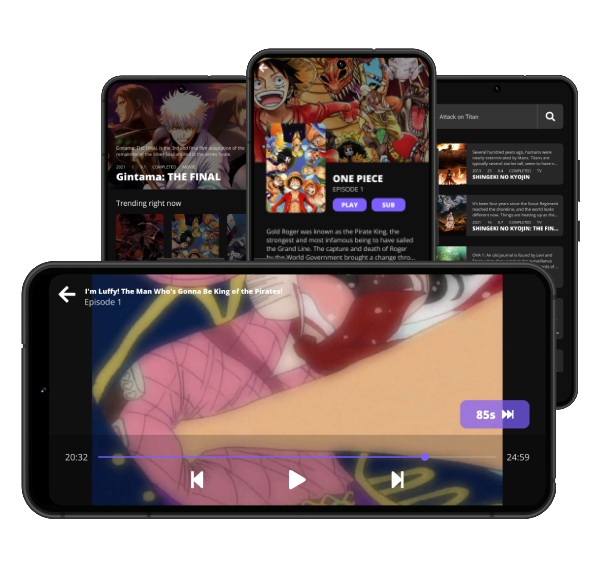 Gintama: THE FINAL is the 3rd and final film adaptation of the
remainder of the Silver Soul arc and is the series finale.
2021 COMPLETED MOVIE
Gintama: THE FINAL
Trending right now
ONE PIECE
EPISODE 1
PLAY SUB
Gold Roger was known as the Pirate King, the
strongest and most infamous being to have sailed
the Grand Line. The capture and death of Roger
by the World Government brought a change thro...
Attack on Titan
Several hundred years ago, humans were
nearly exterminated by titans. Titans are
typically several stories tall, seem to have n...
2013 25 8.4 COMPLETED TV
SHINGEKI NO KYOJIN
It's been four years since the Scout Regiment
reached the shoreline, and the world looks
different now. Things are heating up as the...
2022 16 8.7 COMPLETED TV
SHINGEKI NO KYOJIN: THE FIN...
OVA 1: An old journal is found by Levi and
I'm Luffy! The Man Who's Gonna Be King of the Pirates!
Episode 1
85s
20:32 24:59